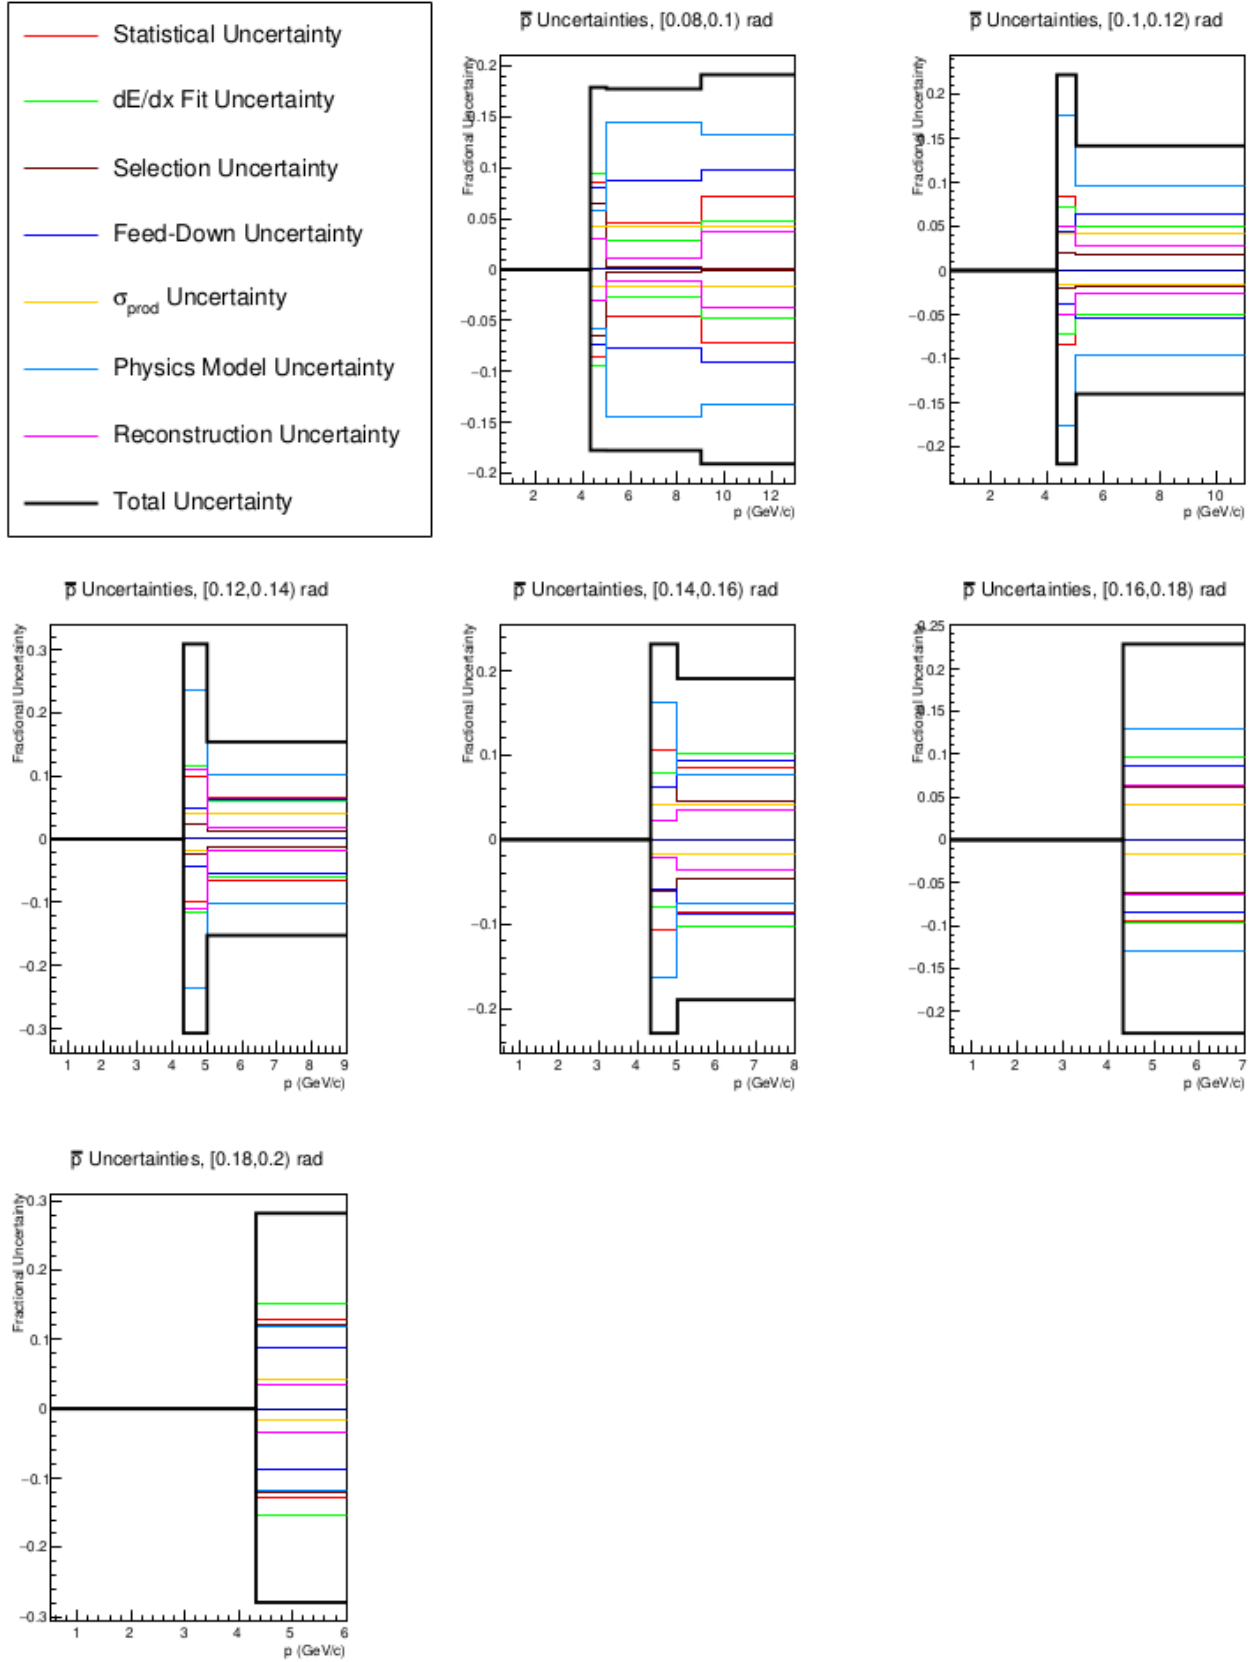 Statistical Uncertainty
dE/dx Fit Uncertainty
Selection Uncertainty
Feed-Down Uncertainty
σprod Uncertainty
Physics Model Uncertainty
Reconstruction Uncertainty
Total Uncertainty
p̅ Uncertainties, [0.08,0.1) rad
Fractional Uncertainty
0.2
0.15
0.1
0.05
0
−0.05
−0.1
−0.15
−0.2
2 4 6 8 10 12
p (GeV/c)
p̅ Uncertainties, [0.1,0.12) rad
Fractional Uncertainty
0.2
0.15
0.1
0.05
0
−0.05
−0.1
−0.15
−0.2
2 4 6 8 10
p (GeV/c)
p̅ Uncertainties, [0.12,0.14) rad
Fractional Uncertainty
0.3
0.2
0.1
0
−0.1
−0.2
−0.3
1 2 3 4 5 6 7 8 9
p (GeV/c)
p̅ Uncertainties, [0.14,0.16) rad
Fractional Uncertainty
0.2
0.1
0
−0.1
−0.2
1 2 3 4 5 6 7 8
p (GeV/c)
p̅ Uncertainties, [0.16,0.18) rad
Fractional Uncertainty
0.25
0.2
0.15
0.1
0.05
0
−0.05
−0.1
−0.15
−0.2
1 2 3 4 5 6 7
p (GeV/c)
p̅ Uncertainties, [0.18,0.2) rad
Fractional Uncertainty
0.3
0.2
0.1
0
−0.1
−0.2
−0.3
1 2 3 4 5 6
p (GeV/c)